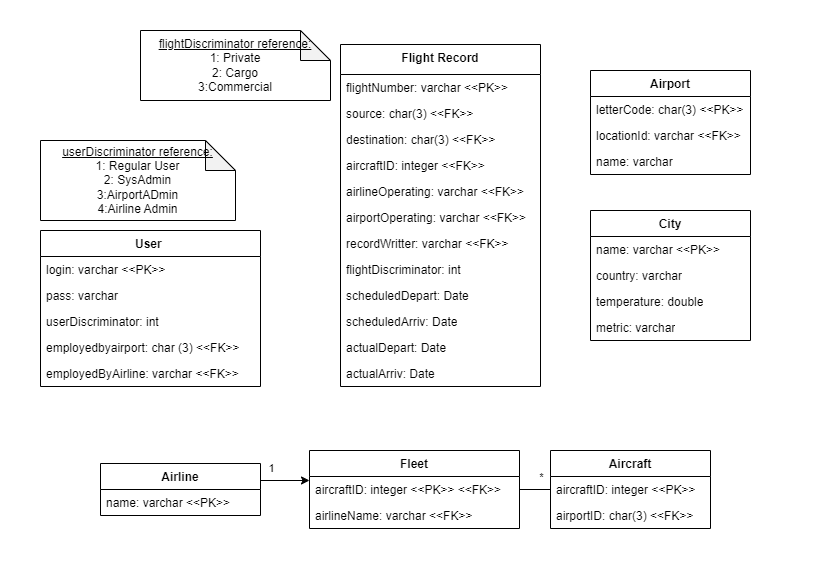 flightDiscriminator reference:
1: Private
2: Cargo
3:Commercial
Flight Record
flightNumber: varchar <<PK>>
source: char(3) <<FK>>
destination: char(3) <<FK>>
aircraftID: integer <<FK>>
airlineOperating: varchar <<FK>>
airportOperating: varchar <<FK>>
recordWritter: varchar <<FK>>
flightDiscriminator: int
scheduledDepart: Date
scheduledArriv: Date
actualDepart: Date
actualArriv: Date
Airport
letterCode: char(3) <<PK>>
locationId: varchar <<FK>>
name: varchar
userDiscriminator reference:
1: Regular User
2: SysAdmin
3:AirportADmin
4:Airline Admin
User
login: varchar <<PK>>
pass: varchar
userDiscriminator: int
employedbyairport: char (3) <<FK>>
employedByAirline: varchar <<FK>>
City
name: varchar <<PK>>
country: varchar
temperature: double
metric: varchar
Airline
name: varchar <<PK>>
1
Fleet
aircraftID: integer <<PK>> <<FK>>
airlineName: varchar <<FK>>
*
Aircraft
aircraftID: integer <<PK>>
airportID: char(3) <<FK>>